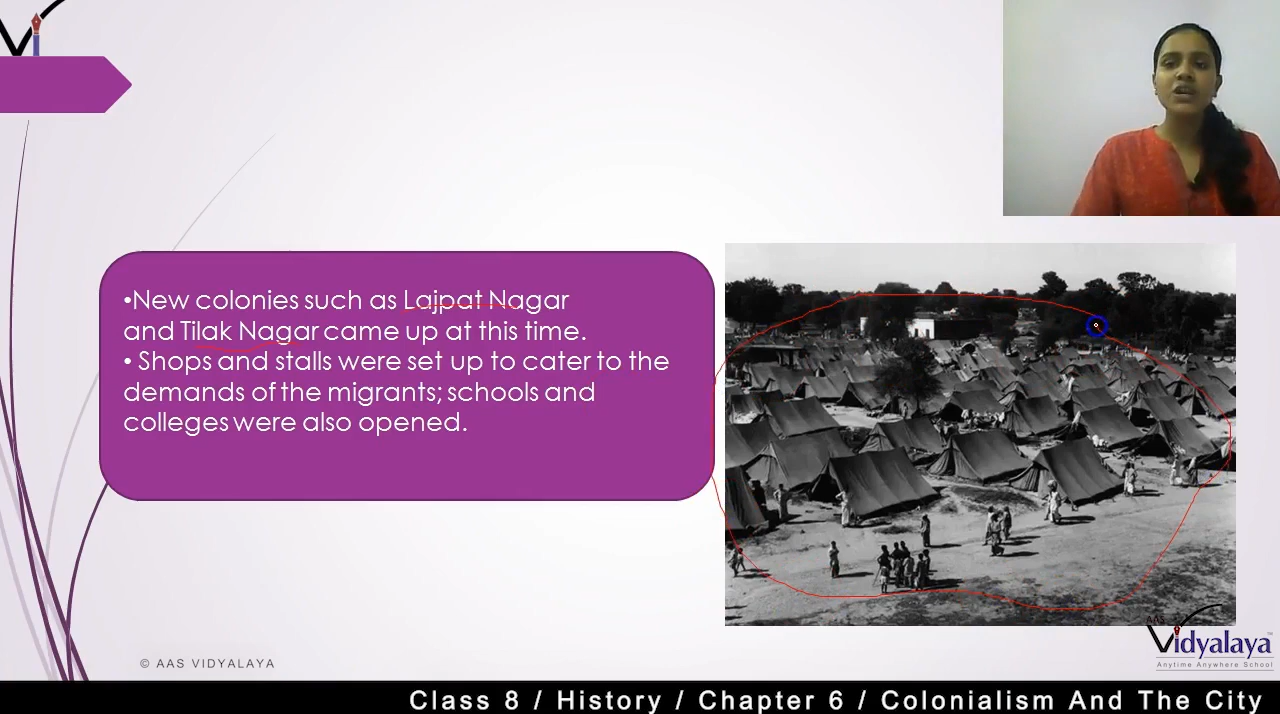 •New colonies such as Lajpat Nagar
and Tilak Nagar came up at this time.
• Shops and stalls were set up to cater to the
demands of the migrants; schools and
colleges were also opened.
AAS
Vidyalaya
TM
Anytime Anywhere School
© AAS VIDYALAYA
Class 8 / History / Chapter 6 / Colonialism And The City